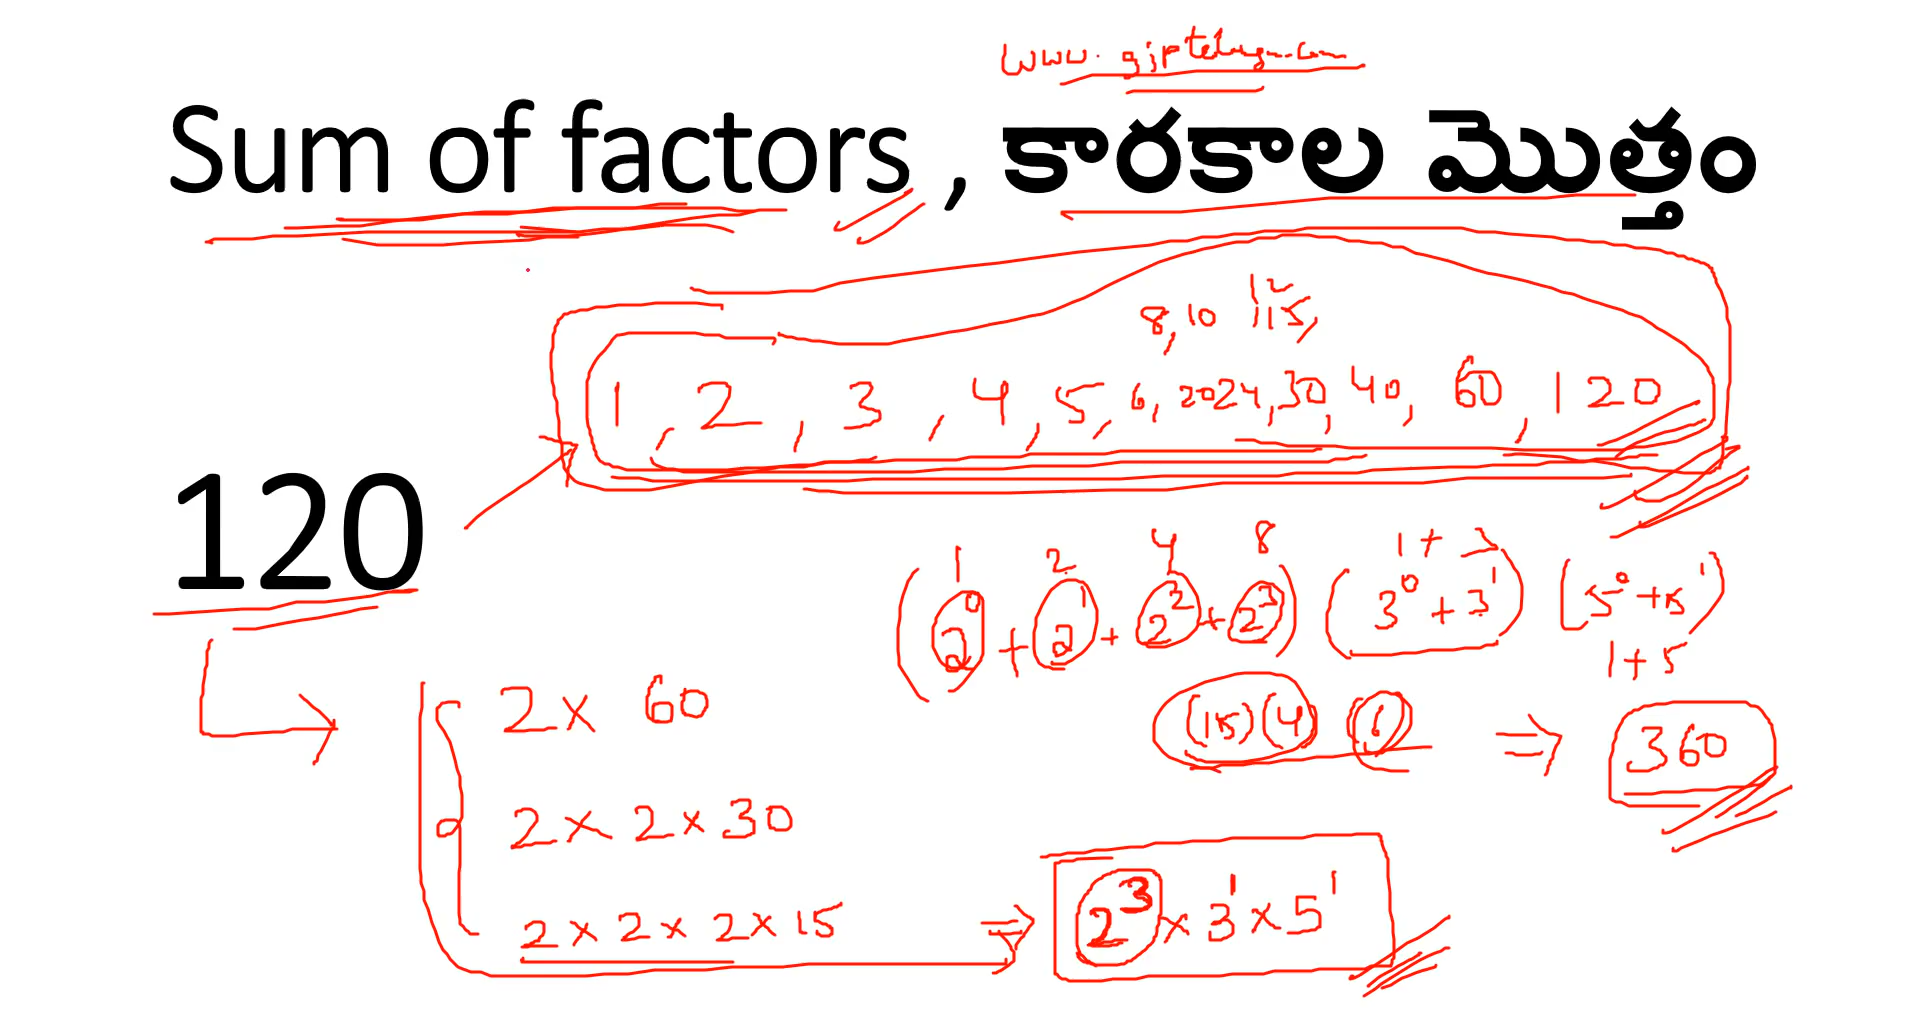 www.gjptelugu.com
Sum of factors , కారకాల మొత్తం
8, 10 12
, 15,
1 , 2 , 3 , 4 , 5 , 6 , 20 24 , 30 , 40 , 60 , 120
120
1 2 4 8 1 + 3
(2⁰ + 2¹ + 2² + 2³) (3⁰ + 3¹) (5⁰ + 5¹)
1 + 5
2 × 60
(15) (4) (6) ⇒ 360
2 × 2 × 30
2 × 2 × 2 × 15 ⇒ 2³ × 3¹ × 5¹